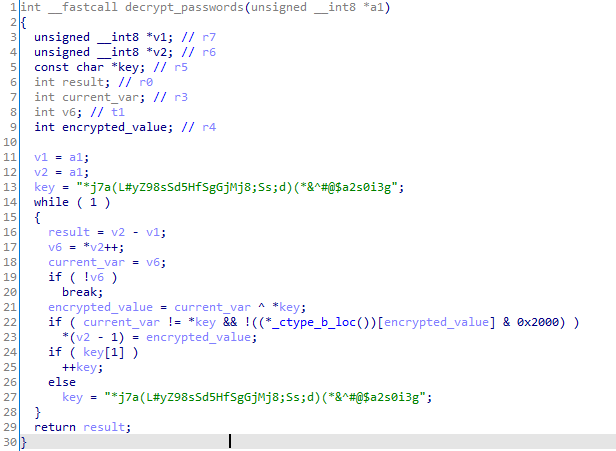 1 int __fastcall decrypt_passwords(unsigned __int8 *a1)
2 {
3 unsigned __int8 *v1; // r7
4 unsigned __int8 *v2; // r6
5 const char *key; // r5
6 int result; // r0
7 int current_var; // r3
8 int v6; // t1
9 int encrypted_value; // r4
10
11 v1 = a1;
12 v2 = a1;
13 key = "*j7a(L#yZ98sSd5HfSgGjMj8;Ss;d)(*&^#@$a2s0i3g";
14 while ( 1 )
15 {
16 result = v2 - v1;
17 v6 = *v2++;
18 current_var = v6;
19 if ( !v6 )
20 break;
21 encrypted_value = current_var ^ *key;
22 if ( current_var != *key && !((*_ctype_b_loc())[encrypted_value] & 0x2000) )
23 *(v2 - 1) = encrypted_value;
24 if ( key[1] )
25 ++key;
26 else
27 key = "*j7a(L#yZ98sSd5HfSgGjMj8;Ss;d)(*&^#@$a2s0i3g";
28 }
29 return result;
30 }